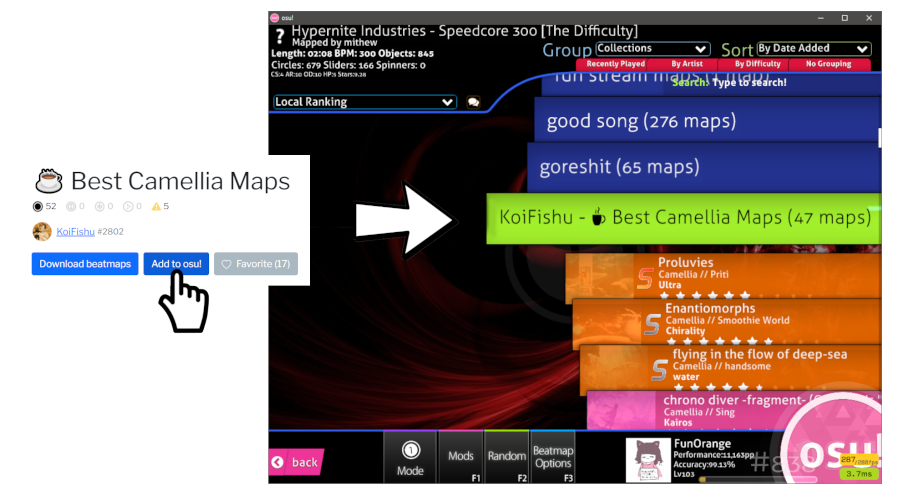 Best Camellia Maps
52 0 0 0 5
KoiFishu #2802
Download beatmaps
Add to osu!
Favorite (17)
osu!
? Hypernite Industries - Speedcore 300 [The Difficulty]
Mapped by mithew
Length: 02:08 BPM: 300 Objects: 845
Circles: 679 Sliders: 166 Spinners: 0
CS:4 AR:10 OD:10 HP:5 Stars:9.28
Group Collections
Sort By Date Added
Recently Played
By Artist
By Difficulty
No Grouping
Local Ranking
fun stream maps (1 map)
Search: Type to search!
good song (276 maps)
goreshit (65 maps)
KoiFishu - Best Camellia Maps (47 maps)
Proluvies
Camellia // Priti
Ultra
S
Enantiomorphs
Camellia // Smoothie World
Chirality
S
flying in the flow of deep-sea
Camellia // handsome
water
S
chrono diver -fragment-
Camellia // Sing
Kairos
back
1
Mode
Mods
F1
Random
F2
Beatmap
Options
F3
FunOrange
Performance:11,163pp
Accuracy:99.13%
Lv103
osu!
3.7ms